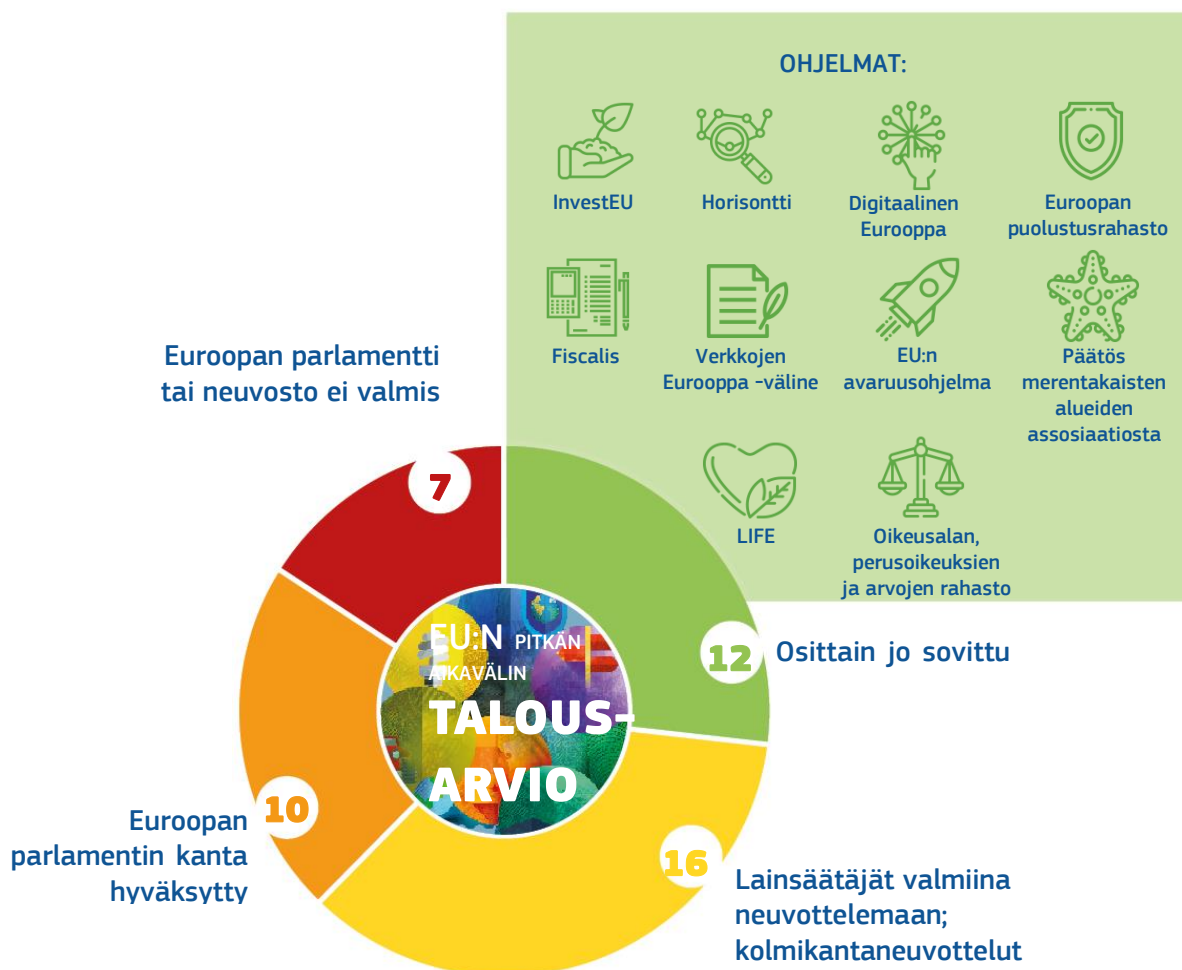 OHJELMAT:
InvestEU
Horisontti
Digitaalinen
Eurooppa
Euroopan
puolustusrahasto
Fiscalis
Verkkojen
Eurooppa -väline
EU:n
avaruusohjelma
Päätös
merentakaisten
alueiden
assosiaatiosta
LIFE
Oikeusalan,
perusoikeuksien
ja arvojen rahasto
Euroopan parlamentti
tai neuvosto ei valmis
7
12
Osittain jo sovittu
EU:N PITKÄN
AIKAVÄLIN
TALOUS-
ARVIO
10
Euroopan
parlamentin kanta
hyväksytty
16
Lainsäätäjät valmiina
neuvottelemaan;
kolmikantaneuvottelut